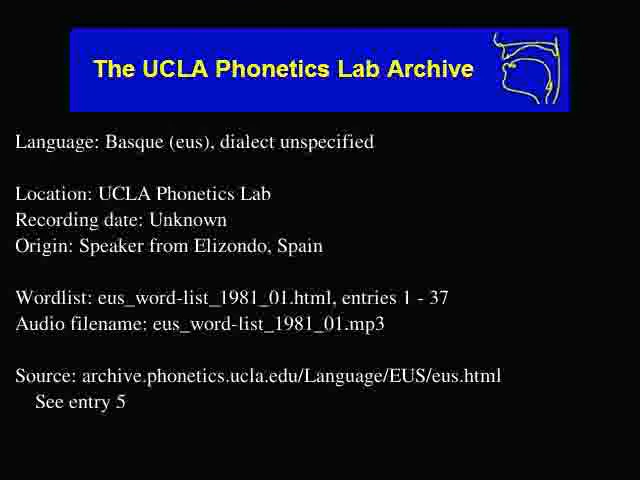 The UCLA Phonetics Lab Archive
Language: Basque (eus), dialect unspecified
Location: UCLA Phonetics Lab
Recording date: Unknown
Origin: Speaker from Elizondo, Spain
Wordlist: eus_word-list_1981_01.html, entries 1 - 37
Audio filename: eus_word-list_1981_01.mp3
Source: archive.phonetics.ucla.edu/Language/EUS/eus.html
See entry 5